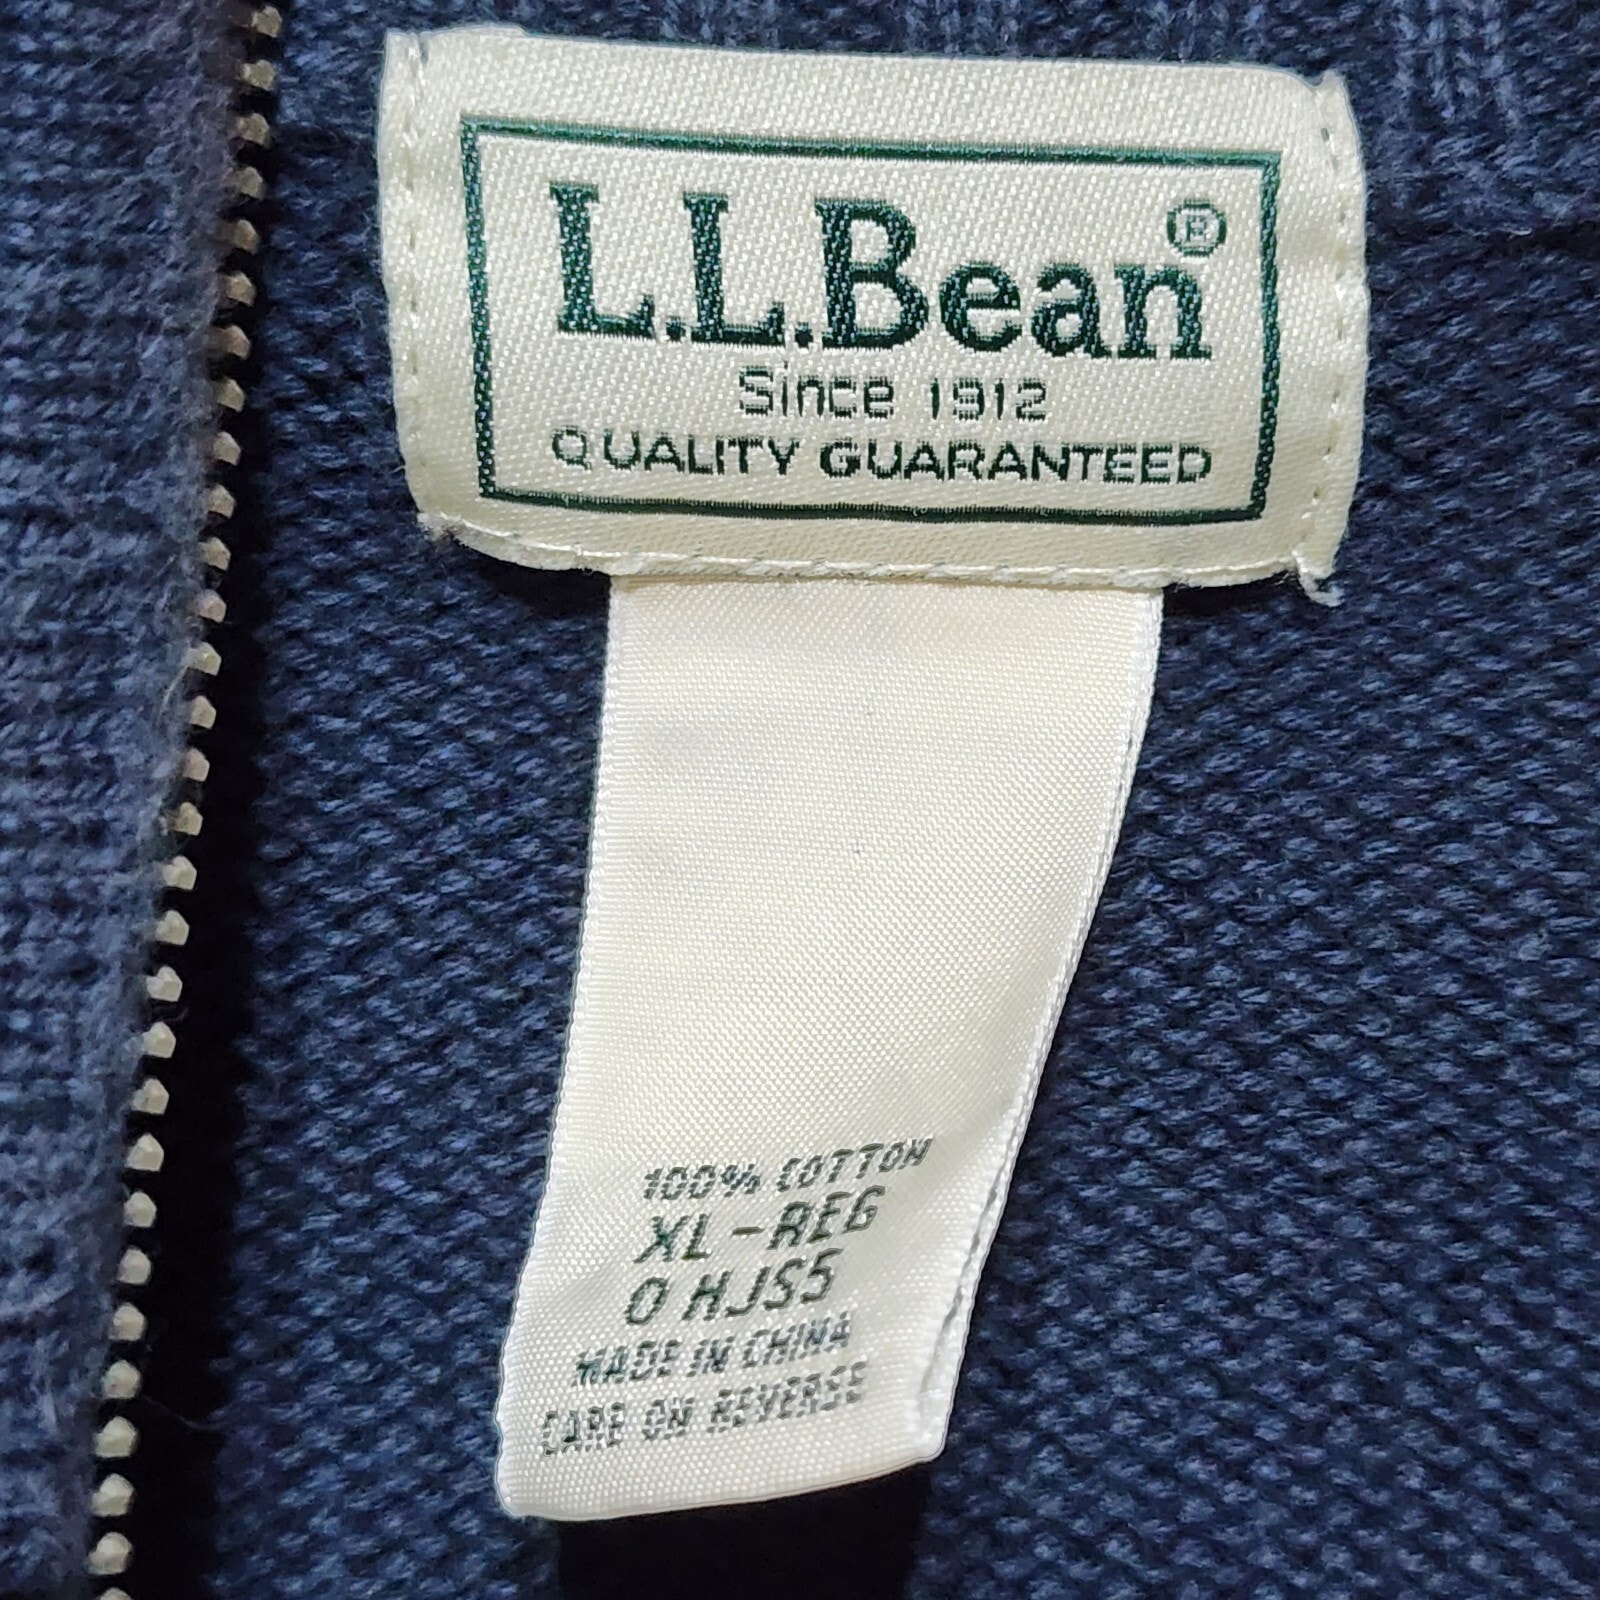 L.L.Bean®
Since 1912
QUALITY GUARANTEED
100% COTTON
XL-REG
0 HJS5
MADE IN CHINA
CARE ON REVERSE